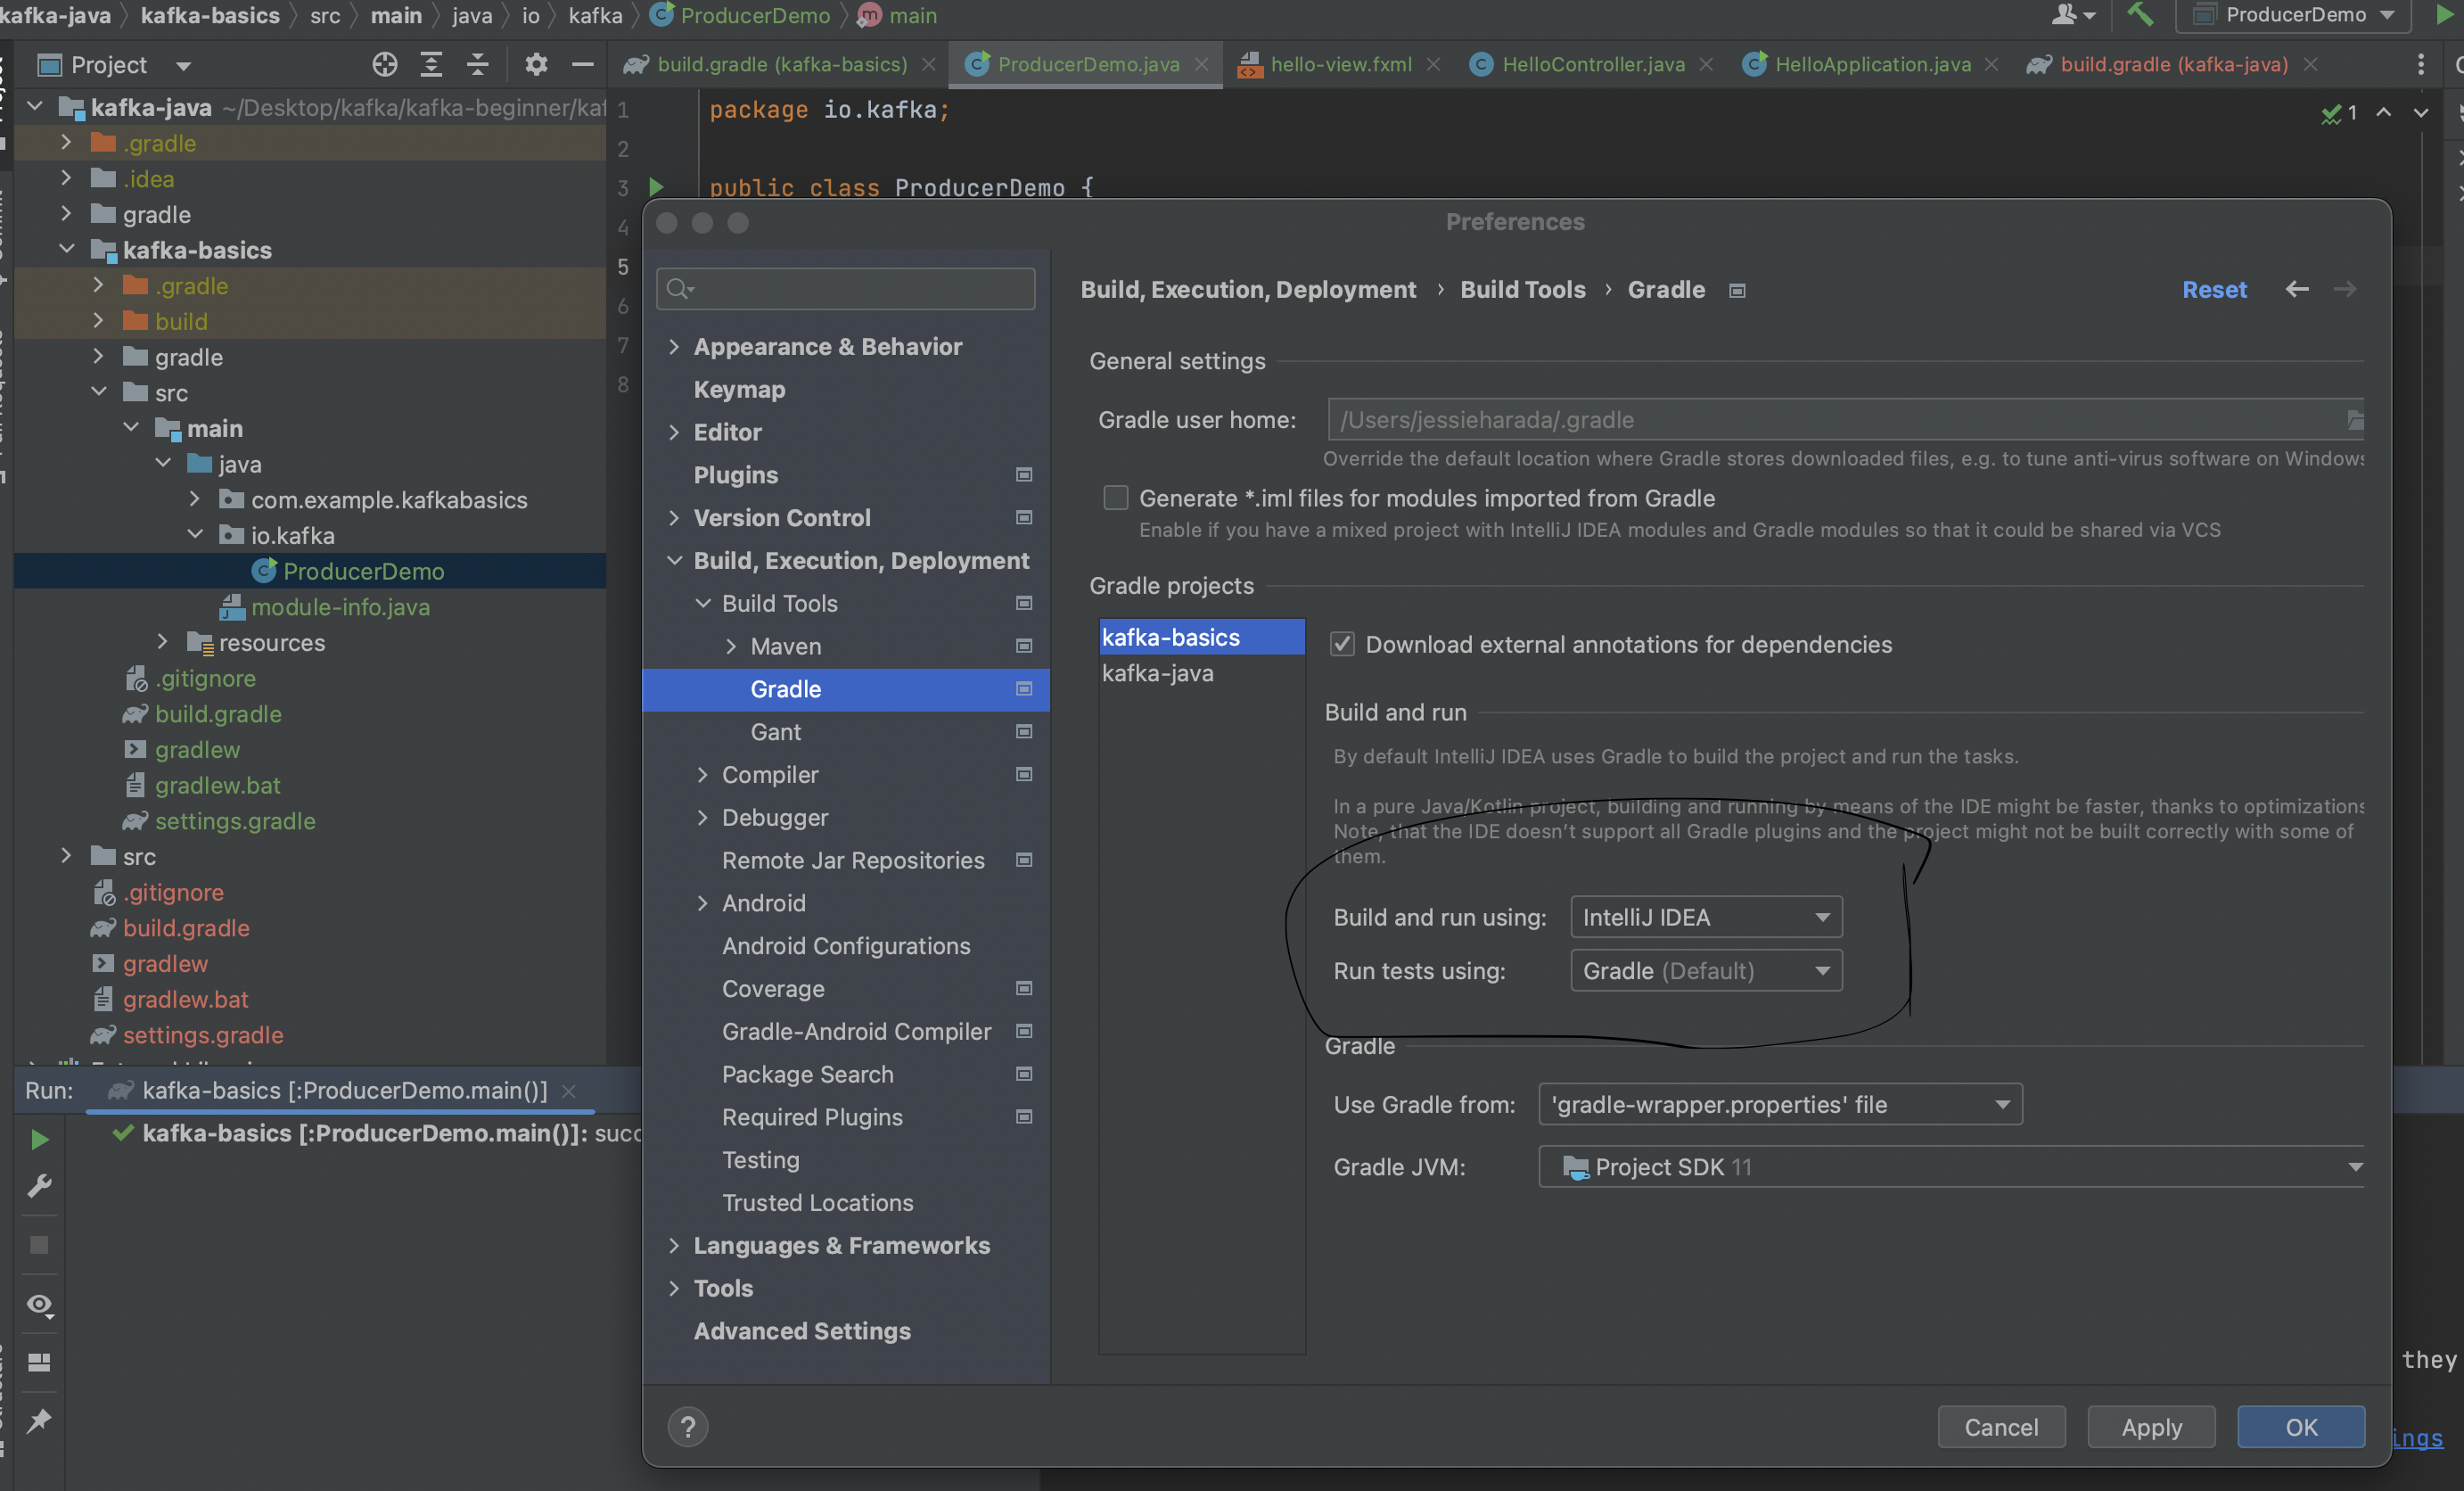 kafka-java kafka-basics src main java io kafka ProducerDemo main ProducerDemo
Project build.gradle (kafka-basics) ProducerDemo.java hello-view.fxml HelloController.java HelloApplication.java build.gradle (kafka-java)
kafka-java ~/Desktop/kafka/kafka-beginner/kaf
.gradle
.idea
gradle
kafka-basics
.gradle
build
gradle
src
main
java
com.example.kafkabasics
io.kafka
ProducerDemo
module-info.java
resources
.gitignore
build.gradle
gradlew
gradlew.bat
settings.gradle
src
.gitignore
build.gradle
gradlew
gradlew.bat
settings.gradle
1 package io.kafka;
2
3 public class ProducerDemo {
4
5
6
7
8
1
Preferences
Appearance & Behavior
Keymap
Editor
Plugins
Version Control
Build, Execution, Deployment
Build Tools
Maven
Gradle
Gant
Compiler
Debugger
Remote Jar Repositories
Android
Android Configurations
Coverage
Gradle-Android Compiler
Package Search
Required Plugins
Testing
Trusted Locations
Languages & Frameworks
Tools
Advanced Settings
Build, Execution, Deployment › Build Tools › Gradle Reset
General settings
Gradle user home: /Users/jessieharada/.gradle
Override the default location where Gradle stores downloaded files, e.g. to tune anti-virus software on Windows
Generate *.iml files for modules imported from Gradle
Enable if you have a mixed project with IntelliJ IDEA modules and Gradle modules so that it could be shared via VCS
Gradle projects
kafka-basics
kafka-java
Download external annotations for dependencies
Build and run
By default IntelliJ IDEA uses Gradle to build the project and run the tasks.
In a pure Java/Kotlin project, building and running by means of the IDE might be faster, thanks to optimizations
Note, that the IDE doesn't support all Gradle plugins and the project might not be built correctly with some of
them.
Build and run using: IntelliJ IDEA
Run tests using: Gradle (Default)
Gradle
Use Gradle from: 'gradle-wrapper.properties' file
Gradle JVM: Project SDK 11
? Cancel Apply OK
Run: kafka-basics [:ProducerDemo.main()]
kafka-basics [:ProducerDemo.main()]: succ
they
ings